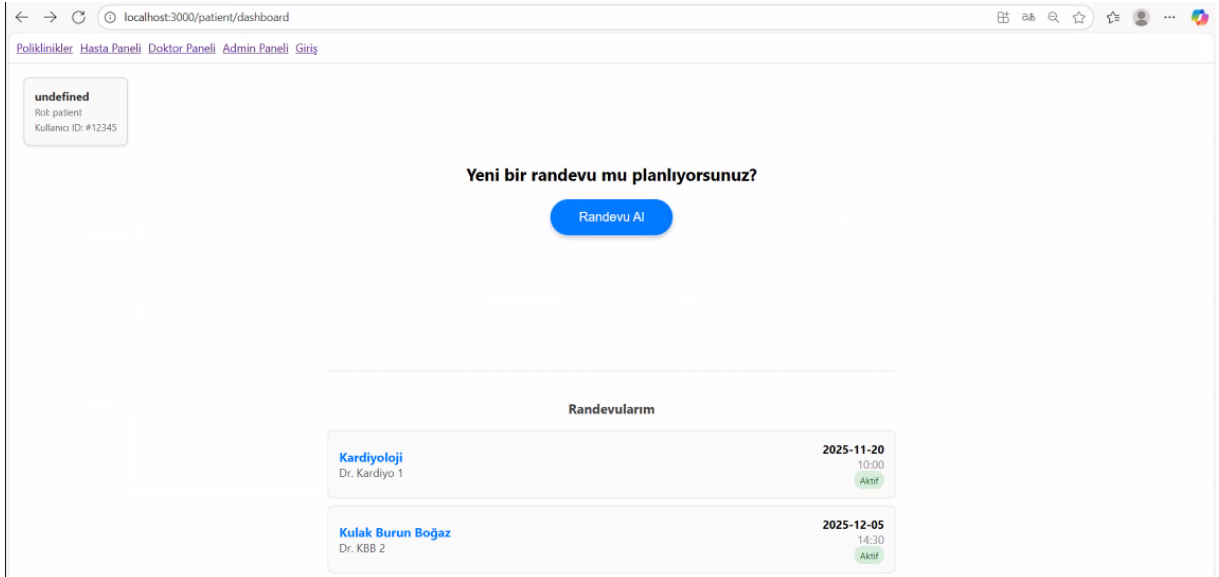 localhost:3000/patient/dashboard
Poliklinikler Hasta Paneli Doktor Paneli Admin Paneli Giriş
undefined
Rol: patient
Kullanıcı ID: #12345
Yeni bir randevu mu planlıyorsunuz?
Randevu Al
Randevularım
Kardiyoloji
Dr. Kardiyo 1
2025-11-20
10:00
Aktif
Kulak Burun Boğaz
Dr. KBB 2
2025-12-05
14:30
Aktif